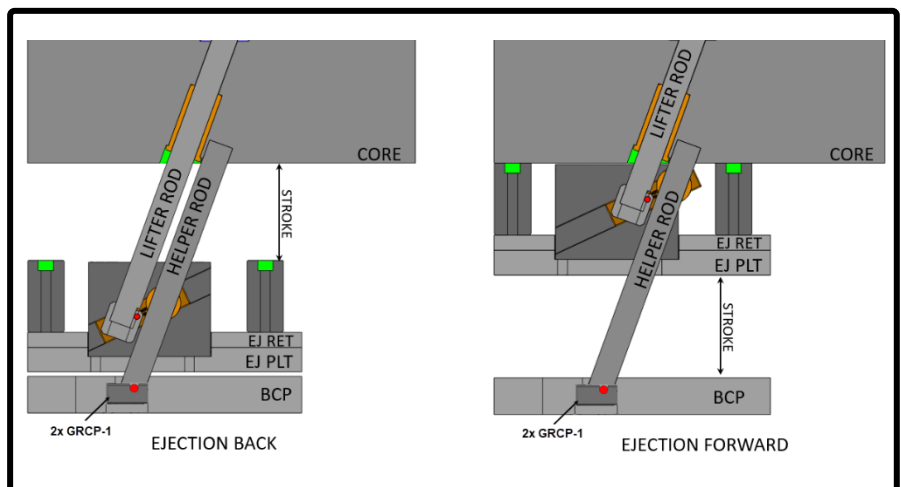 CORE
STROKE
LIFTER ROD
HELPER ROD
EJ RET
EJ PLT
BCP
2x GRCP-1
EJECTION BACK
LIFTER ROD
CORE
HELPER ROD
EJ RET
EJ PLT
STROKE
BCP
2x GRCP-1
EJECTION FORWARD